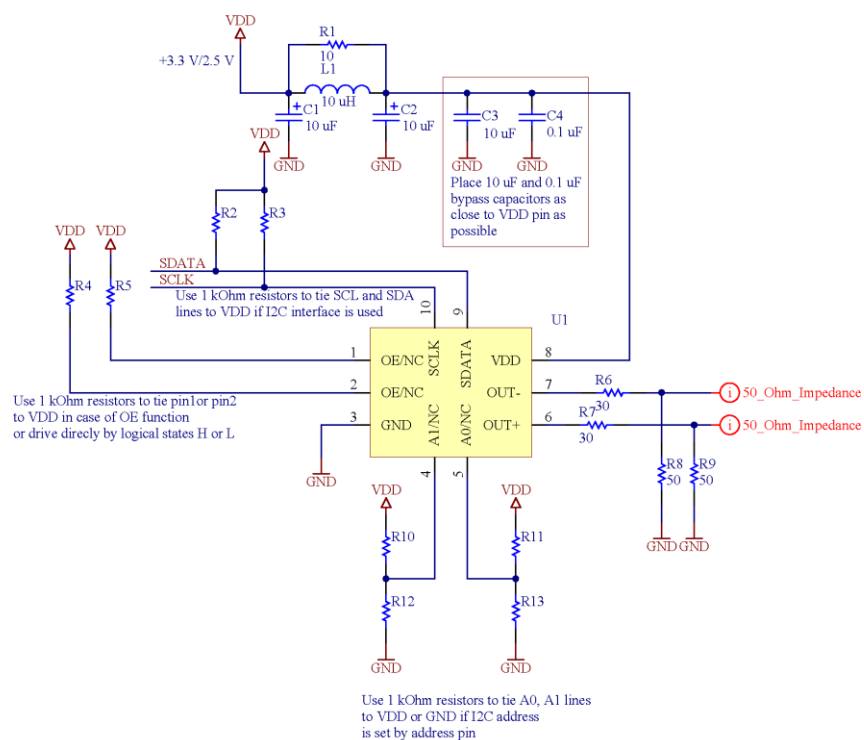 VDD
+3.3 V/2.5 V
R1
10
L1
10 uH
C1
10 uF
C2
10 uF
C3
10 uF
C4
0.1 uF
GND
GND
GND
GND
Place 10 uF and 0.1 uF
bypass capacitors as
close to VDD pin as
possible
VDD
R2
R3
VDD
VDD
R4
R5
SDATA
SCLK
Use 1 kOhm resistors to tie SCL and SDA
lines to VDD if I2C interface is used
10
9
U1
1
OE/NC
SCLK
SDATA
VDD
8
2
OE/NC
OUT-
7
R6
30
50_Ohm_Impedance
3
GND
A1/NC
A0/NC
OUT+
6
R7
30
50_Ohm_Impedance
Use 1 kOhm resistors to tie pin1or pin2
to VDD in case of OE function
or drive direcly by logical states H or L
GND
4
5
R8
50
R9
50
GND
GND
VDD
VDD
R10
R11
R12
R13
GND
GND
Use 1 kOhm resistors to tie A0, A1 lines
to VDD or GND if I2C address
is set by address pin